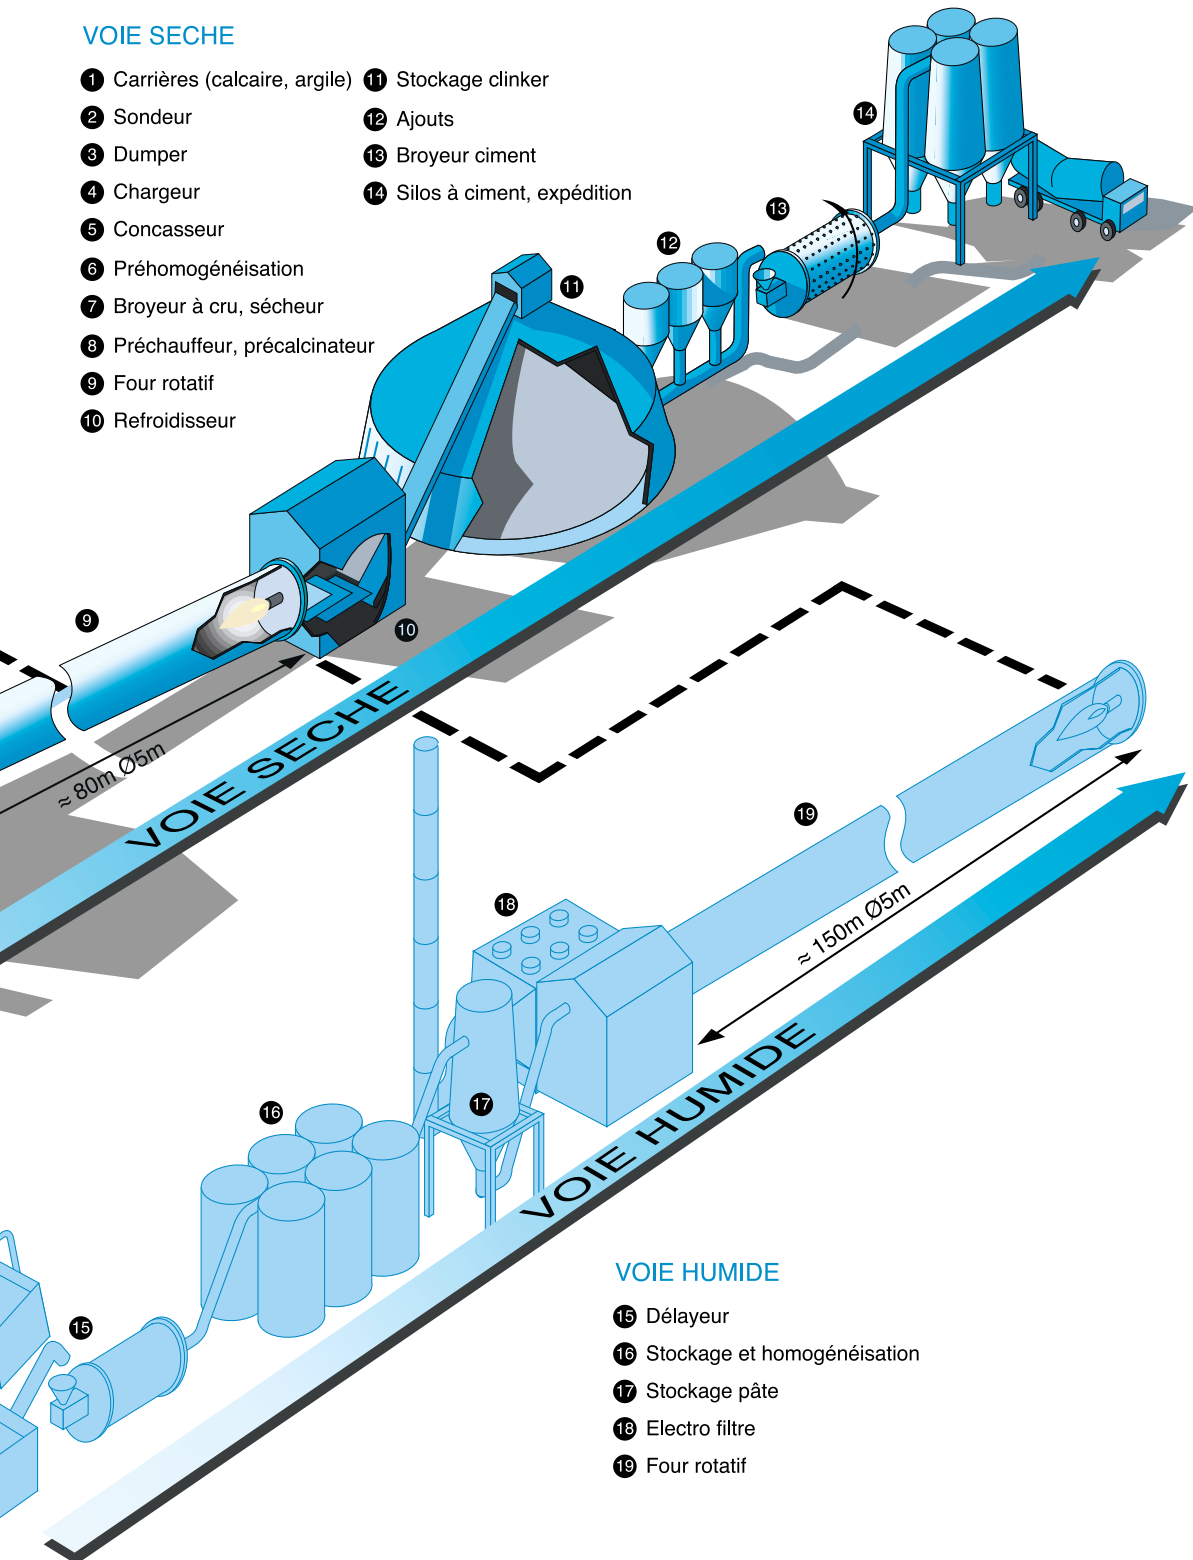 VOIE SECHE
1 Carrières (calcaire, argile)
2 Sondeur
3 Dumper
4 Chargeur
5 Concasseur
6 Préhomogénéisation
7 Broyeur à cru, sécheur
8 Préchauffeur, précalcinateur
9 Four rotatif
10 Refroidisseur
11 Stockage clinker
12 Ajouts
13 Broyeur ciment
14 Silos à ciment, expédition
14
13
12
11
9
10
≈ 80m Ø5m
VOIE SECHE
19
18
≈ 150m Ø5m
17
16
VOIE HUMIDE
15
VOIE HUMIDE
15 Délayeur
16 Stockage et homogénéisation
17 Stockage pâte
18 Electro filtre
19 Four rotatif